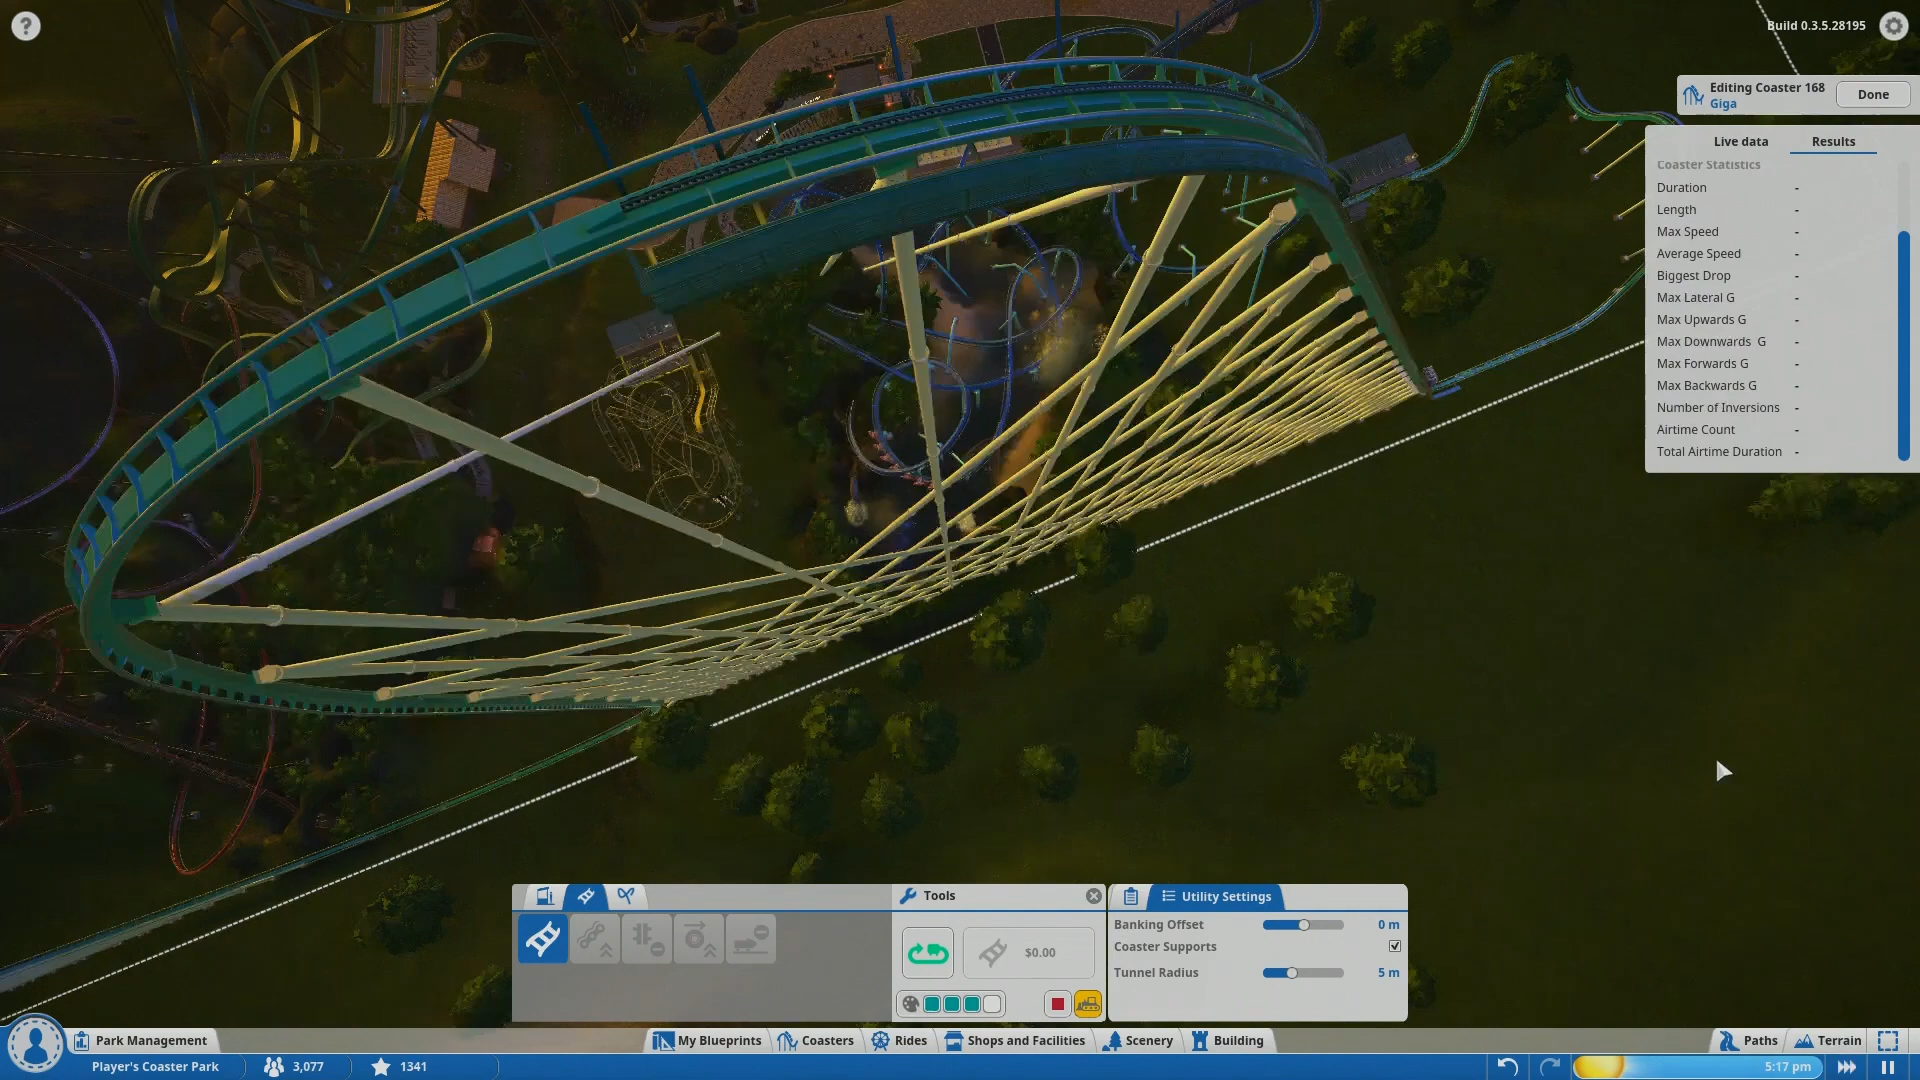 ?
Build 0.3.5.28195
Editing Coaster 168
Giga
Done
Live data
Results
Coaster Statistics
Duration -
Length -
Max Speed -
Average Speed -
Biggest Drop -
Max Lateral G -
Max Upwards G -
Max Downwards G -
Max Forwards G -
Max Backwards G -
Number of Inversions -
Airtime Count -
Total Airtime Duration -
Tools
$0.00
Utility Settings
Banking Offset 0 m
Coaster Supports
Tunnel Radius 5 m
Park Management
My Blueprints
Coasters
Rides
Shops and Facilities
Scenery
Building
Paths
Terrain
Player's Coaster Park
3,077
1341
5:17 pm